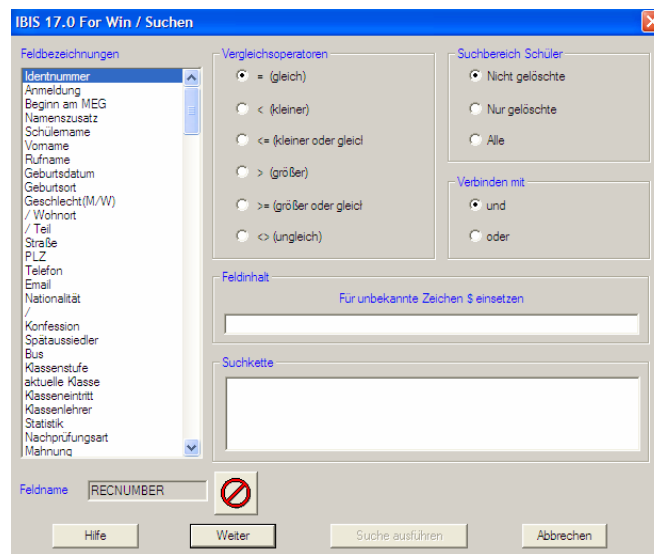 IBIS 17.0 For Win / Suchen
Feldbezeichnungen
Identnummer
Anmeldung
Beginn am MEG
Namenszusatz
Schülername
Vorname
Rufname
Geburtsdatum
Geburtsort
Geschlecht(M/W)
/ Wohnort
/ Teil
Straße
PLZ
Telefon
Email
Nationalität
/
Konfession
Spätaussiedler
Bus
Klassenstufe
aktuelle Klasse
Klasseneintritt
Klassenlehrer
Statistik
Nachprüfungsart
Mahnung
Vergleichsoperatoren
= (gleich)
< (kleiner)
<= (kleiner oder gleich
> (größer)
>= (größer oder gleich
<> (ungleich)
Suchbereich Schüler
Nicht gelöschte
Nur gelöschte
Alle
Verbinden mit
und
oder
Feldinhalt
Für unbekannte Zeichen $ einsetzen
Suchkette
Feldname RECNUMBER
Hilfe Weiter Suche ausführen Abbrechen